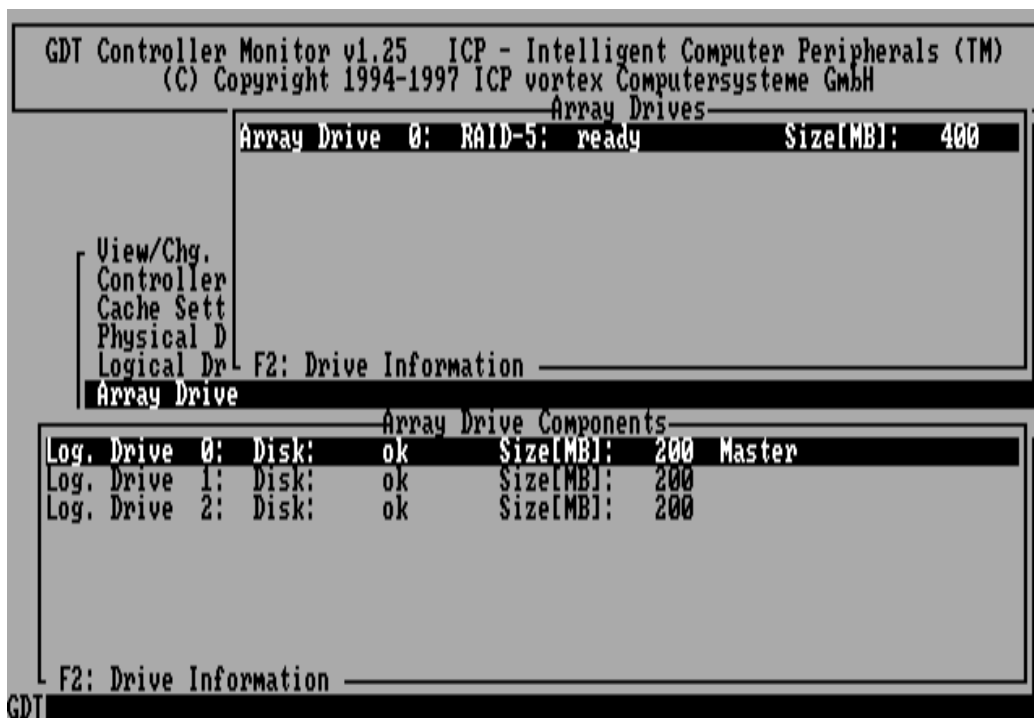 GDT Controller Monitor v1.25 ICP - Intelligent Computer Peripherals (TM)
(C) Copyright 1994-1997 ICP vortex Computersysteme GmbH
Array Drives
Array Drive 0: RAID-5: ready Size[MB]: 400
View/Chg.
Controller
Cache Sett
Physical D
Logical Dr
F2: Drive Information
Array Drive
Array Drive Components
Log. Drive 0: Disk: ok Size[MB]: 200 Master
Log. Drive 1: Disk: ok Size[MB]: 200
Log. Drive 2: Disk: ok Size[MB]: 200
F2: Drive Information
GDT